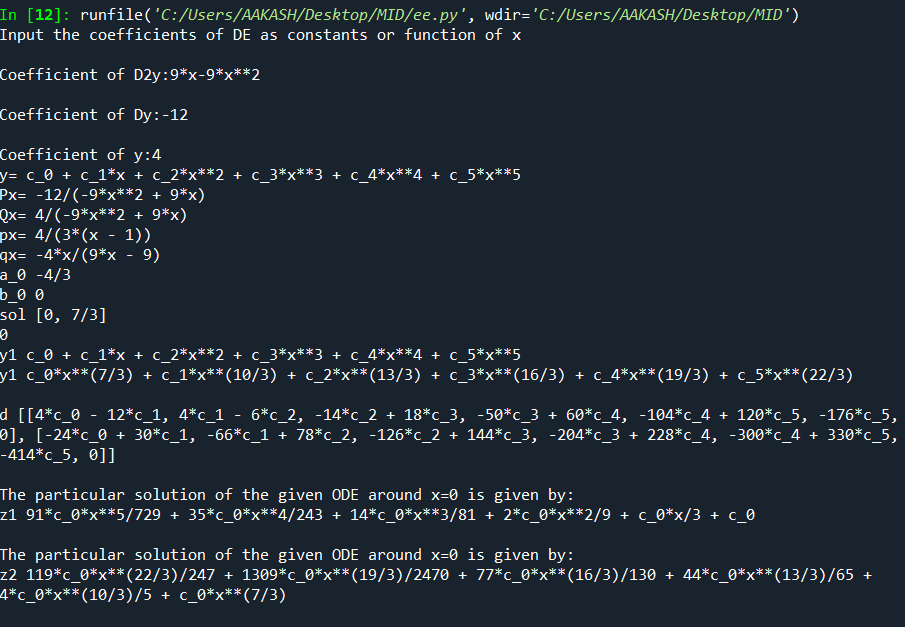 In [12]: runfile('C:/Users/AAKASH/Desktop/MID/ee.py', wdir='C:/Users/AAKASH/Desktop/MID')
Input the coefficients of DE as constants or function of x
Coefficient of D2y:9*x-9*x**2
Coefficient of Dy:-12
Coefficient of y:4
y= c_0 + c_1*x + c_2*x**2 + c_3*x**3 + c_4*x**4 + c_5*x**5
Px= -12/(-9*x**2 + 9*x)
Qx= 4/(-9*x**2 + 9*x)
px= 4/(3*(x - 1))
qx= -4*x/(9*x - 9)
a_0 -4/3
b_0 0
sol [0, 7/3]
0
y1 c_0 + c_1*x + c_2*x**2 + c_3*x**3 + c_4*x**4 + c_5*x**5
y1 c_0*x**(7/3) + c_1*x**(10/3) + c_2*x**(13/3) + c_3*x**(16/3) + c_4*x**(19/3) + c_5*x**(22/3)
d [[4*c_0 - 12*c_1, 4*c_1 - 6*c_2, -14*c_2 + 18*c_3, -50*c_3 + 60*c_4, -104*c_4 + 120*c_5, -176*c_5,
0], [-24*c_0 + 30*c_1, -66*c_1 + 78*c_2, -126*c_2 + 144*c_3, -204*c_3 + 228*c_4, -300*c_4 + 330*c_5,
-414*c_5, 0]]
The particular solution of the given ODE around x=0 is given by:
z1 91*c_0*x**5/729 + 35*c_0*x**4/243 + 14*c_0*x**3/81 + 2*c_0*x**2/9 + c_0*x/3 + c_0
The particular solution of the given ODE around x=0 is given by:
z2 119*c_0*x**(22/3)/247 + 1309*c_0*x**(19/3)/2470 + 77*c_0*x**(16/3)/130 + 44*c_0*x**(13/3)/65 +
4*c_0*x**(10/3)/5 + c_0*x**(7/3)